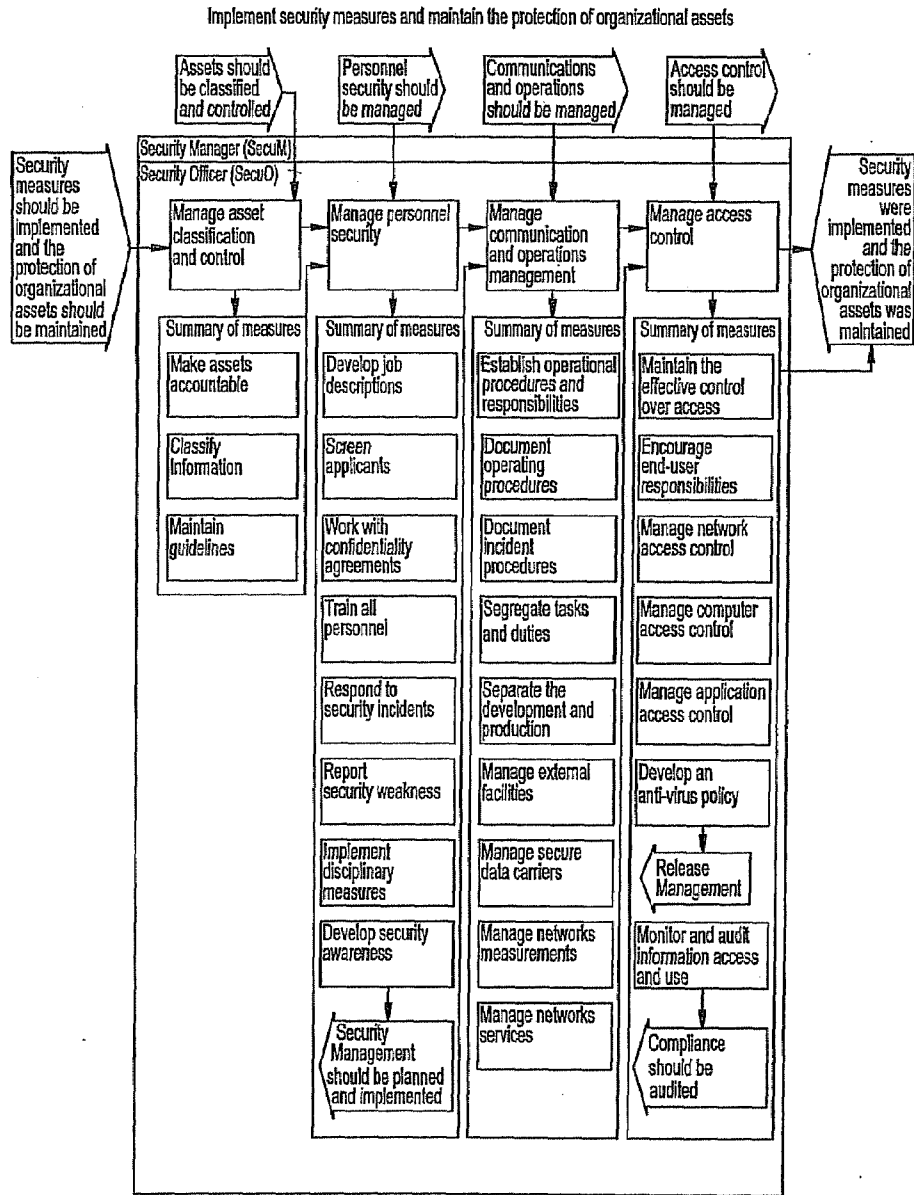 Implement security measures and maintain the protection of organizational assets
Assets should
be classified
and controlled
Personnel
security should
be managed
Communications
and operations
should be managed
Access control
should be
managed
Security Manager (SecuM)
Security Officer (SecuO)
Security
measures
should be
implemented
and the
protection of
organizational
assets should
be maintained
Manage asset
classification
and control
Manage personnel
security
Manage
communication
and operations
management
Manage access
control
Security
measures
were
implemented
and the
protection of
organizational
assets was
maintained
Summary of measures
Make assets
accountable
Classify
Information
Maintain
guidelines
Summary of measures
Develop job
descriptions
Screen
applicants
Work with
confidentiality
agreements
Train all
personnel
Respond to
security incidents
Report
security weakness
Implement
disciplinary
measures
Develop security
awareness
Security
Management
should be planned
and implemented
Summary of measures
Establish operational
procedures and
responsibilities
Document
operating
procedures
Document
incident
procedures
Segregate tasks
and duties
Separate the
development and
production
Manage external
facilities
Manage secure
data carriers
Manage networks
measurements
Manage networks
services
Summary of measures
Maintain the
effective control
over access
Encourage
end-user
responsibilities
Manage network
access control
Manage computer
access control
Manage application
access control
Develop an
anti-virus policy
Release
Management
Monitor and audit
information access
and use
Compliance
should be
audited